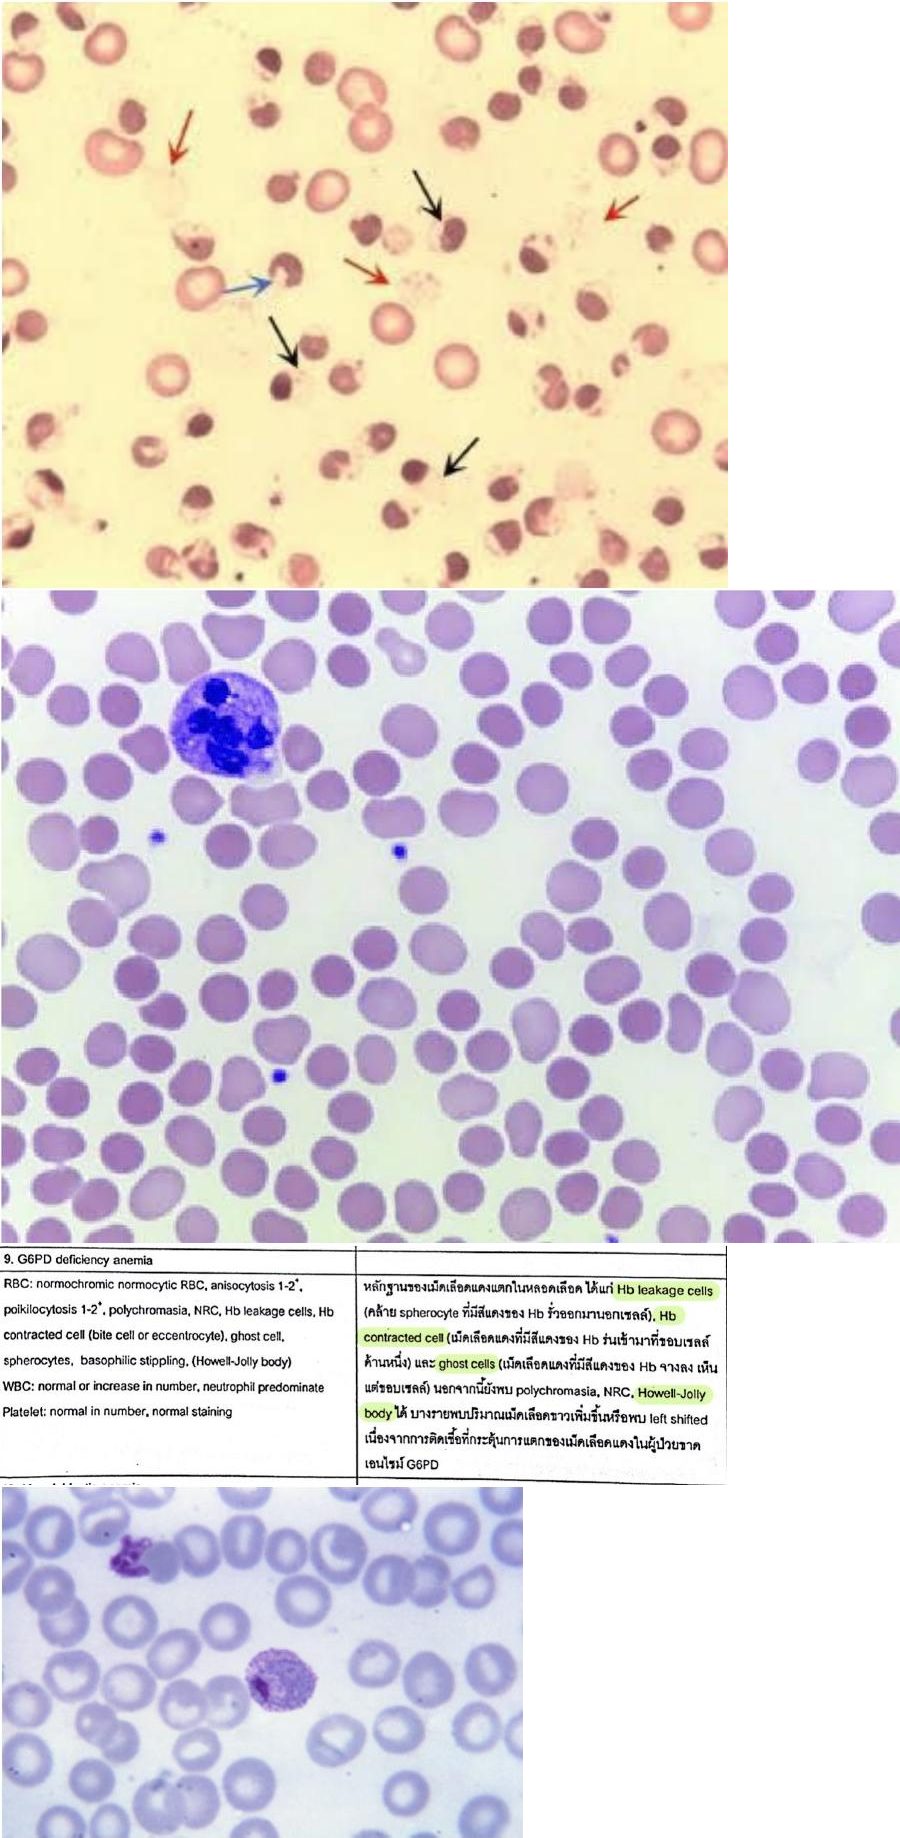 9. G6PD deficiency anemia
RBC: normochromic normocytic RBC, anisocytosis 1-2⁺,
poikilocytosis 1-2⁺, polychromasia, NRC, Hb leakage cells, Hb
contracted cell (bite cell or eccentrocyte), ghost cell,
spherocytes, basophilic stippling, (Howell-Jolly body)
WBC: normal or increase in number, neutrophil predominate
Platelet: normal in number, normal staining
หลักฐานของเม็ดเลือดแดงแตกในหลอดเลือด ได้แก่ Hb leakage cells
(คล้าย spherocyte ที่มีสีแดงของ Hb รั่วออกมานอกเซลล์), Hb
contracted cell (เม็ดเลือดแดงที่มีสีแดงของ Hb ร่นเข้ามาที่ขอบเซลล์
ด้านหนึ่ง) และ ghost cells (เม็ดเลือดแดงที่มีสีแดงของ Hb จางลง เห็น
แต่ขอบเซลล์) นอกจากนี้ยังพบ polychromasia, NRC, Howell-Jolly
body ได้ บางรายพบปริมาณเม็ดเลือดขาวเพิ่มขึ้นหรือพบ left shifted
เนื่องจากการติดเชื้อที่กระตุ้นการแตกของเม็ดเลือดแดงในผู้ป่วยขาด
เอนไซม์ G6PD